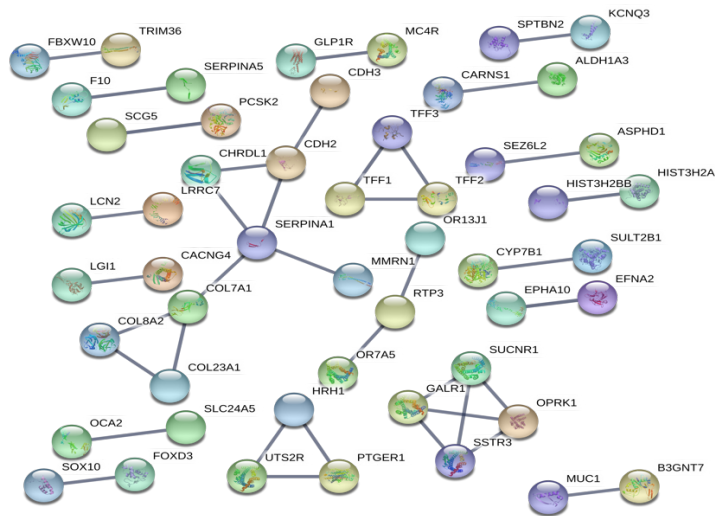 KCNQ3
TRIM36
SPTBN2
FBXW10
MC4R
GLP1R
CDH3
ALDH1A3
SERPINA5
F10
CARNS1
PCSK2
SCG5
TFF3
ASPHD1
CHRDL1
CDH2
SEZ6L2
HIST3H2A
LRRC7
TFF1
TFF2
HIST3H2BB
LCN2
OR13J1
SERPINA1
SULT2B1
CYP7B1
MMRN1
CACNG4
LGI1
COL7A1
RTP3
EFNA2
EPHA10
COL8A2
SUCNR1
OR7A5
COL23A1
HRH1
GALR1
OPRK1
SLC24A5
OCA2
SSTR3
FOXD3
SOX10
UTS2R
PTGER1
B3GNT7
MUC1